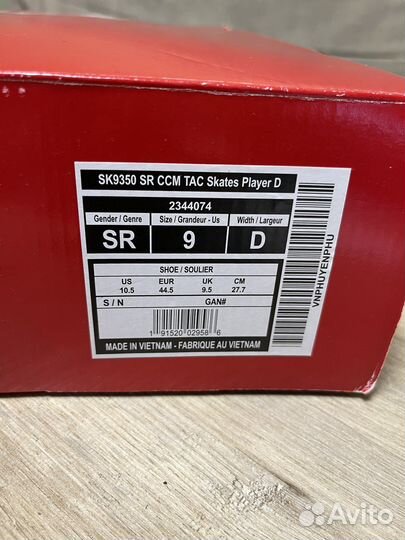 SK9350 SR CCM TAC Skates Player D
2344074
Gender / Genre Size / Grandeur - Us Width / Largeur
SR 9 D
SHOE / SOULIER
US EUR UK CM
10.5 44.5 9.5 27.7
S / N GAN#
1 91520 02958 6
MADE IN VIETNAM - FABRIQUE AU VIETNAM
VNPHUYENPHU
Avito